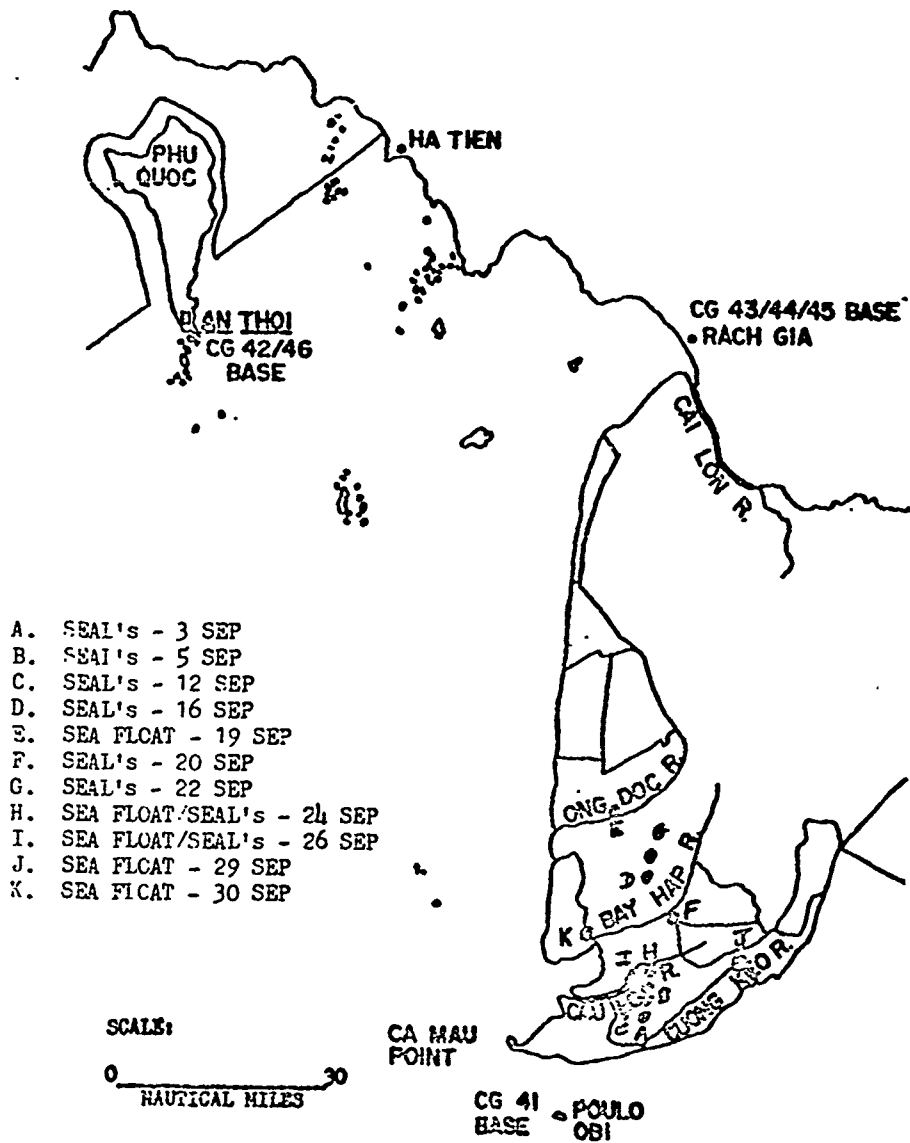 PHU
QUOC
HA TIEN
AN THOI
CG 42/46
BASE
CG 43/44/45 BASE
RACH GIA
CAI LON R.
A. SEAL's - 3 SEP
B. SEAL's - 5 SEP
C. SEAL's - 12 SEP
D. SEAL's - 16 SEP
E. SEA FLOAT - 19 SEP
F. SEAL's - 20 SEP
G. SEAL's - 22 SEP
H. SEA FLOAT/SEAL's - 24 SEP
I. SEA FLOAT/SEAL's - 26 SEP
J. SEA FLOAT - 29 SEP
K. SEA FLOAT - 30 SEP
ONG DOC R.
G
D
BAY HAP R.
F
K
I H
J
R.
A
R.
SCALE:
0 30
NAUTICAL MILES
CA MAU
POINT
CG 41
BASE
POULO
OBI